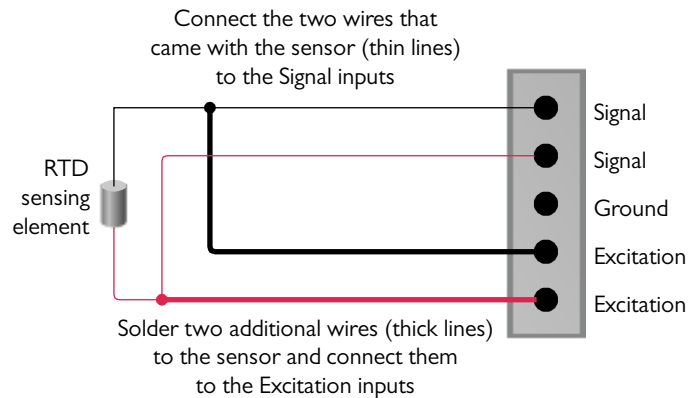 Connect the two wires that
came with the sensor (thin lines)
to the Signal inputs
Signal
Signal
RTD
sensing
element
Ground
Excitation
Excitation
Solder two additional wires (thick lines)
to the sensor and connect them
to the Excitation inputs